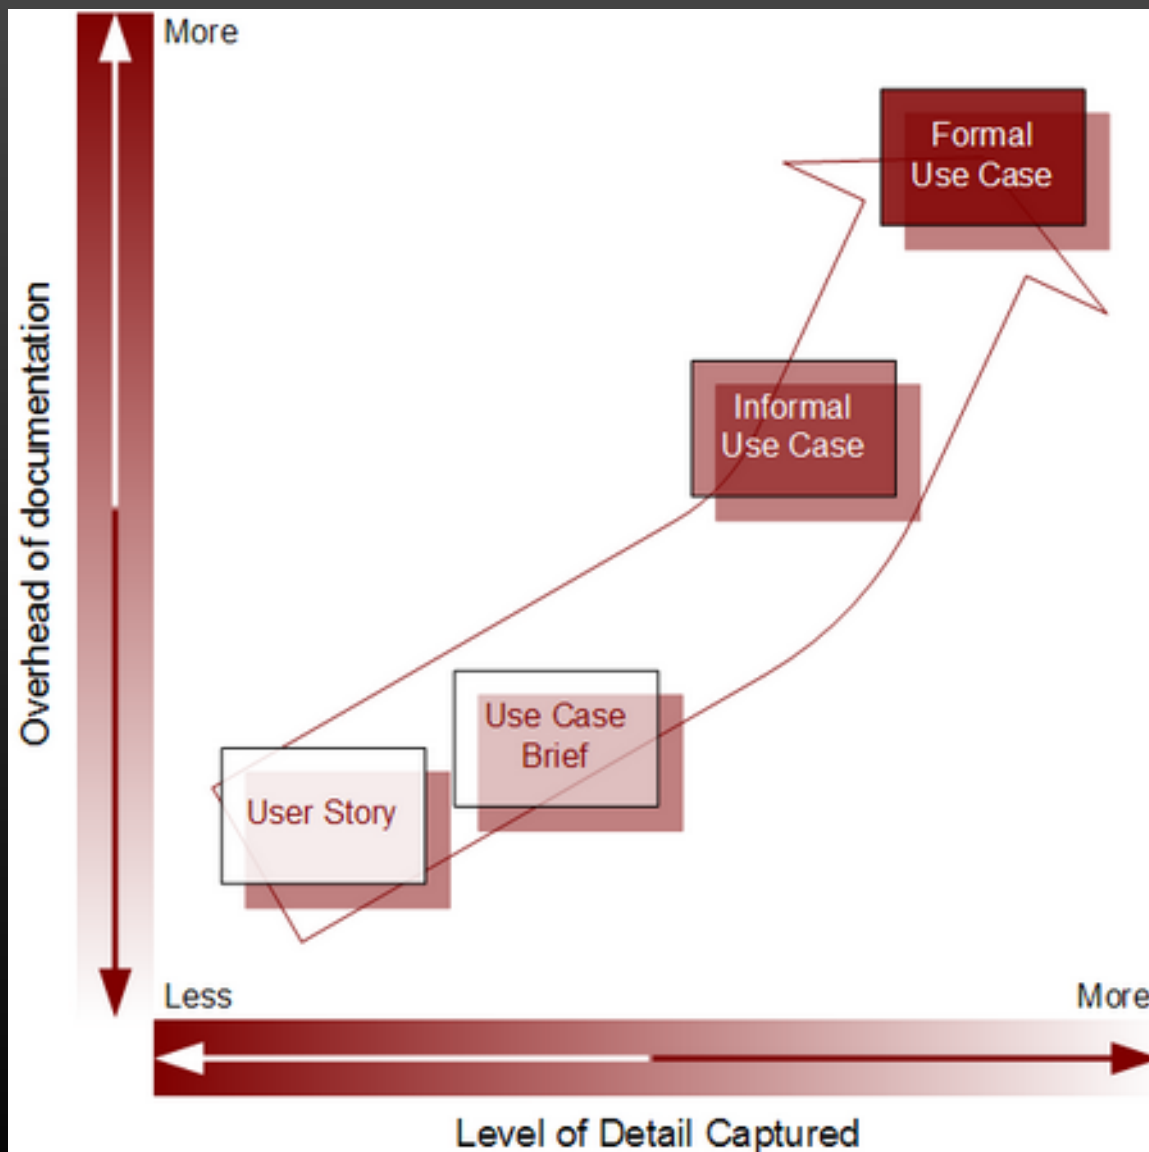 More
Formal
Use Case
Informal
Use Case
Overhead of documentation
Use Case
Brief
User Story
Less
More
Level of Detail Captured